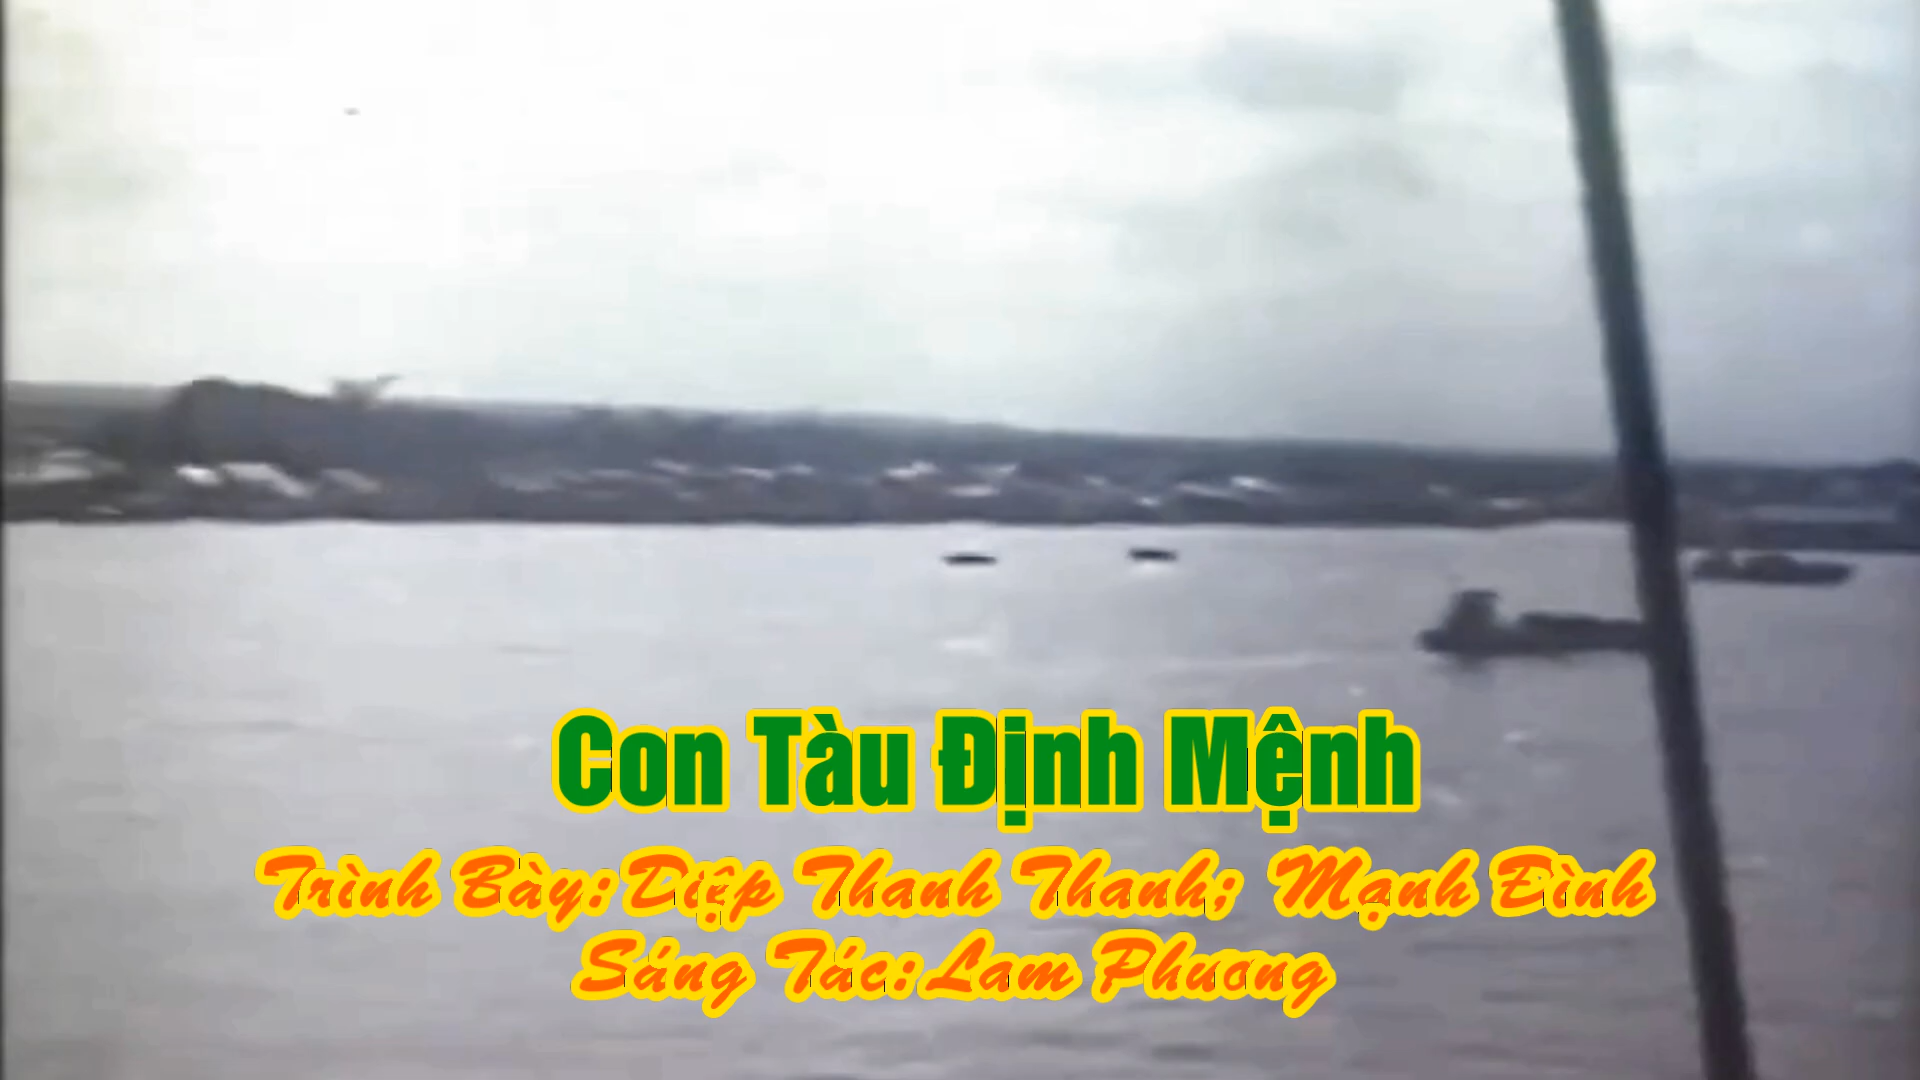 Con Tàu Định Mệnh
Trình Bày: Diệp Thanh Thanh; Mạnh Đình
Sáng Tác: Lam Phương